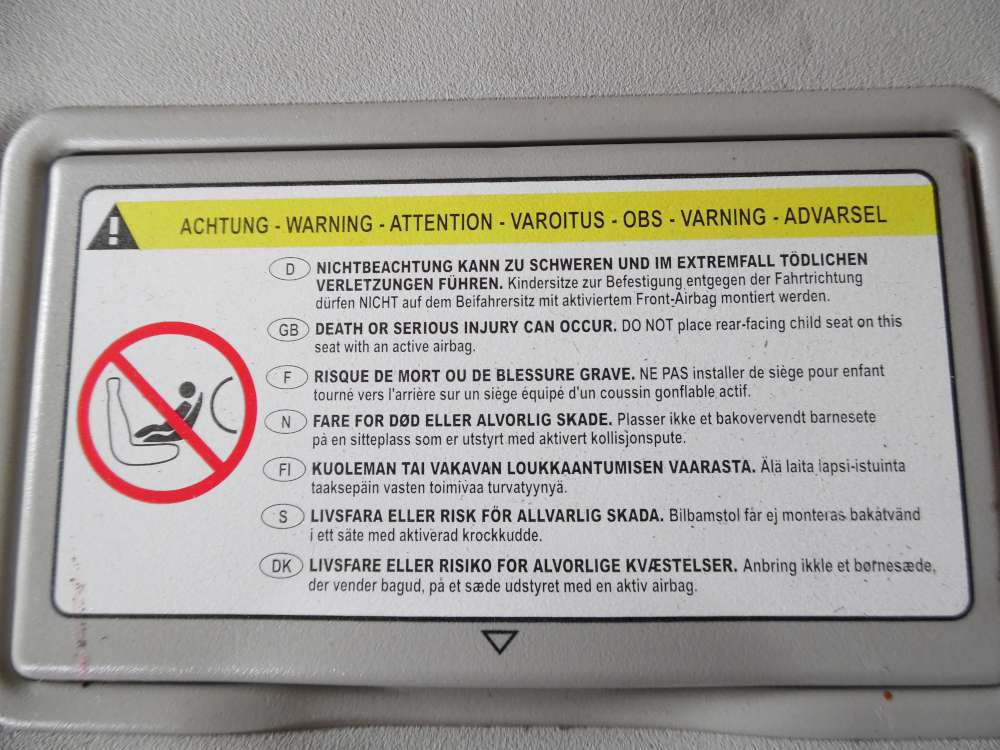 ACHTUNG - WARNING - ATTENTION - VAROITUS - OBS - VARNING - ADVARSEL
D NICHTBEACHTUNG KANN ZU SCHWEREN UND IM EXTREMFALL TÖDLICHEN
VERLETZUNGEN FÜHREN. Kindersitze zur Befestigung entgegen der Fahrtrichtung
dürfen NICHT auf dem Beifahrersitz mit aktiviertem Front-Airbag montiert werden.
GB DEATH OR SERIOUS INJURY CAN OCCUR. DO NOT place rear-facing child seat on this
seat with an active airbag.
F RISQUE DE MORT OU DE BLESSURE GRAVE. NE PAS installer de siège pour enfant
tourné vers l'arrière sur un siège équipé d'un coussin gonflable actif.
N FARE FOR DØD ELLER ALVORLIG SKADE. Plasser ikke et bakovervendt barnesete
på en sitteplass som er utstyrt med aktivert kollisjonspute.
FI KUOLEMAN TAI VAKAVAN LOUKKAANTUMISEN VAARASTA. Älä laita lapsi-istuinta
taaksepäin vasten toimivaa turvatyynyä.
S LIVSFARA ELLER RISK FÖR ALLVARLIG SKADA. Bilbarnstol får ej monteras bakåtvänd
i ett säte med aktiverad krockkudde.
DK LIVSFARE ELLER RISIKO FOR ALVORLIGE KVÆSTELSER. Anbring ikkle et børnesæde,
der vender bagud, på et sæde udstyret med en aktiv airbag.